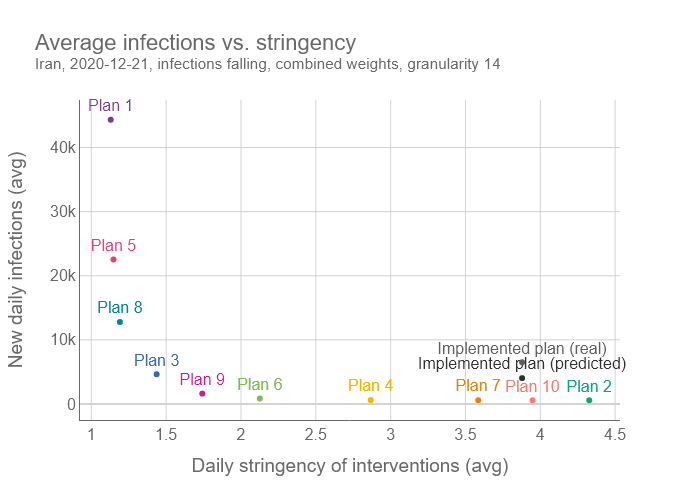 Average infections vs. stringency
Iran, 2020-12-21, infections falling, combined weights, granularity 14
Plan 1
40k
30k
Plan 5
20k
Plan 8
10k
Implemented plan (real)
Plan 3
Implemented plan (predicted)
Plan 9
Plan 6
Plan 4
Plan 7
Plan 10
Plan 2
0
1
1.5
2
2.5
3
3.5
4
4.5
New daily infections (avg)
Daily stringency of interventions (avg)